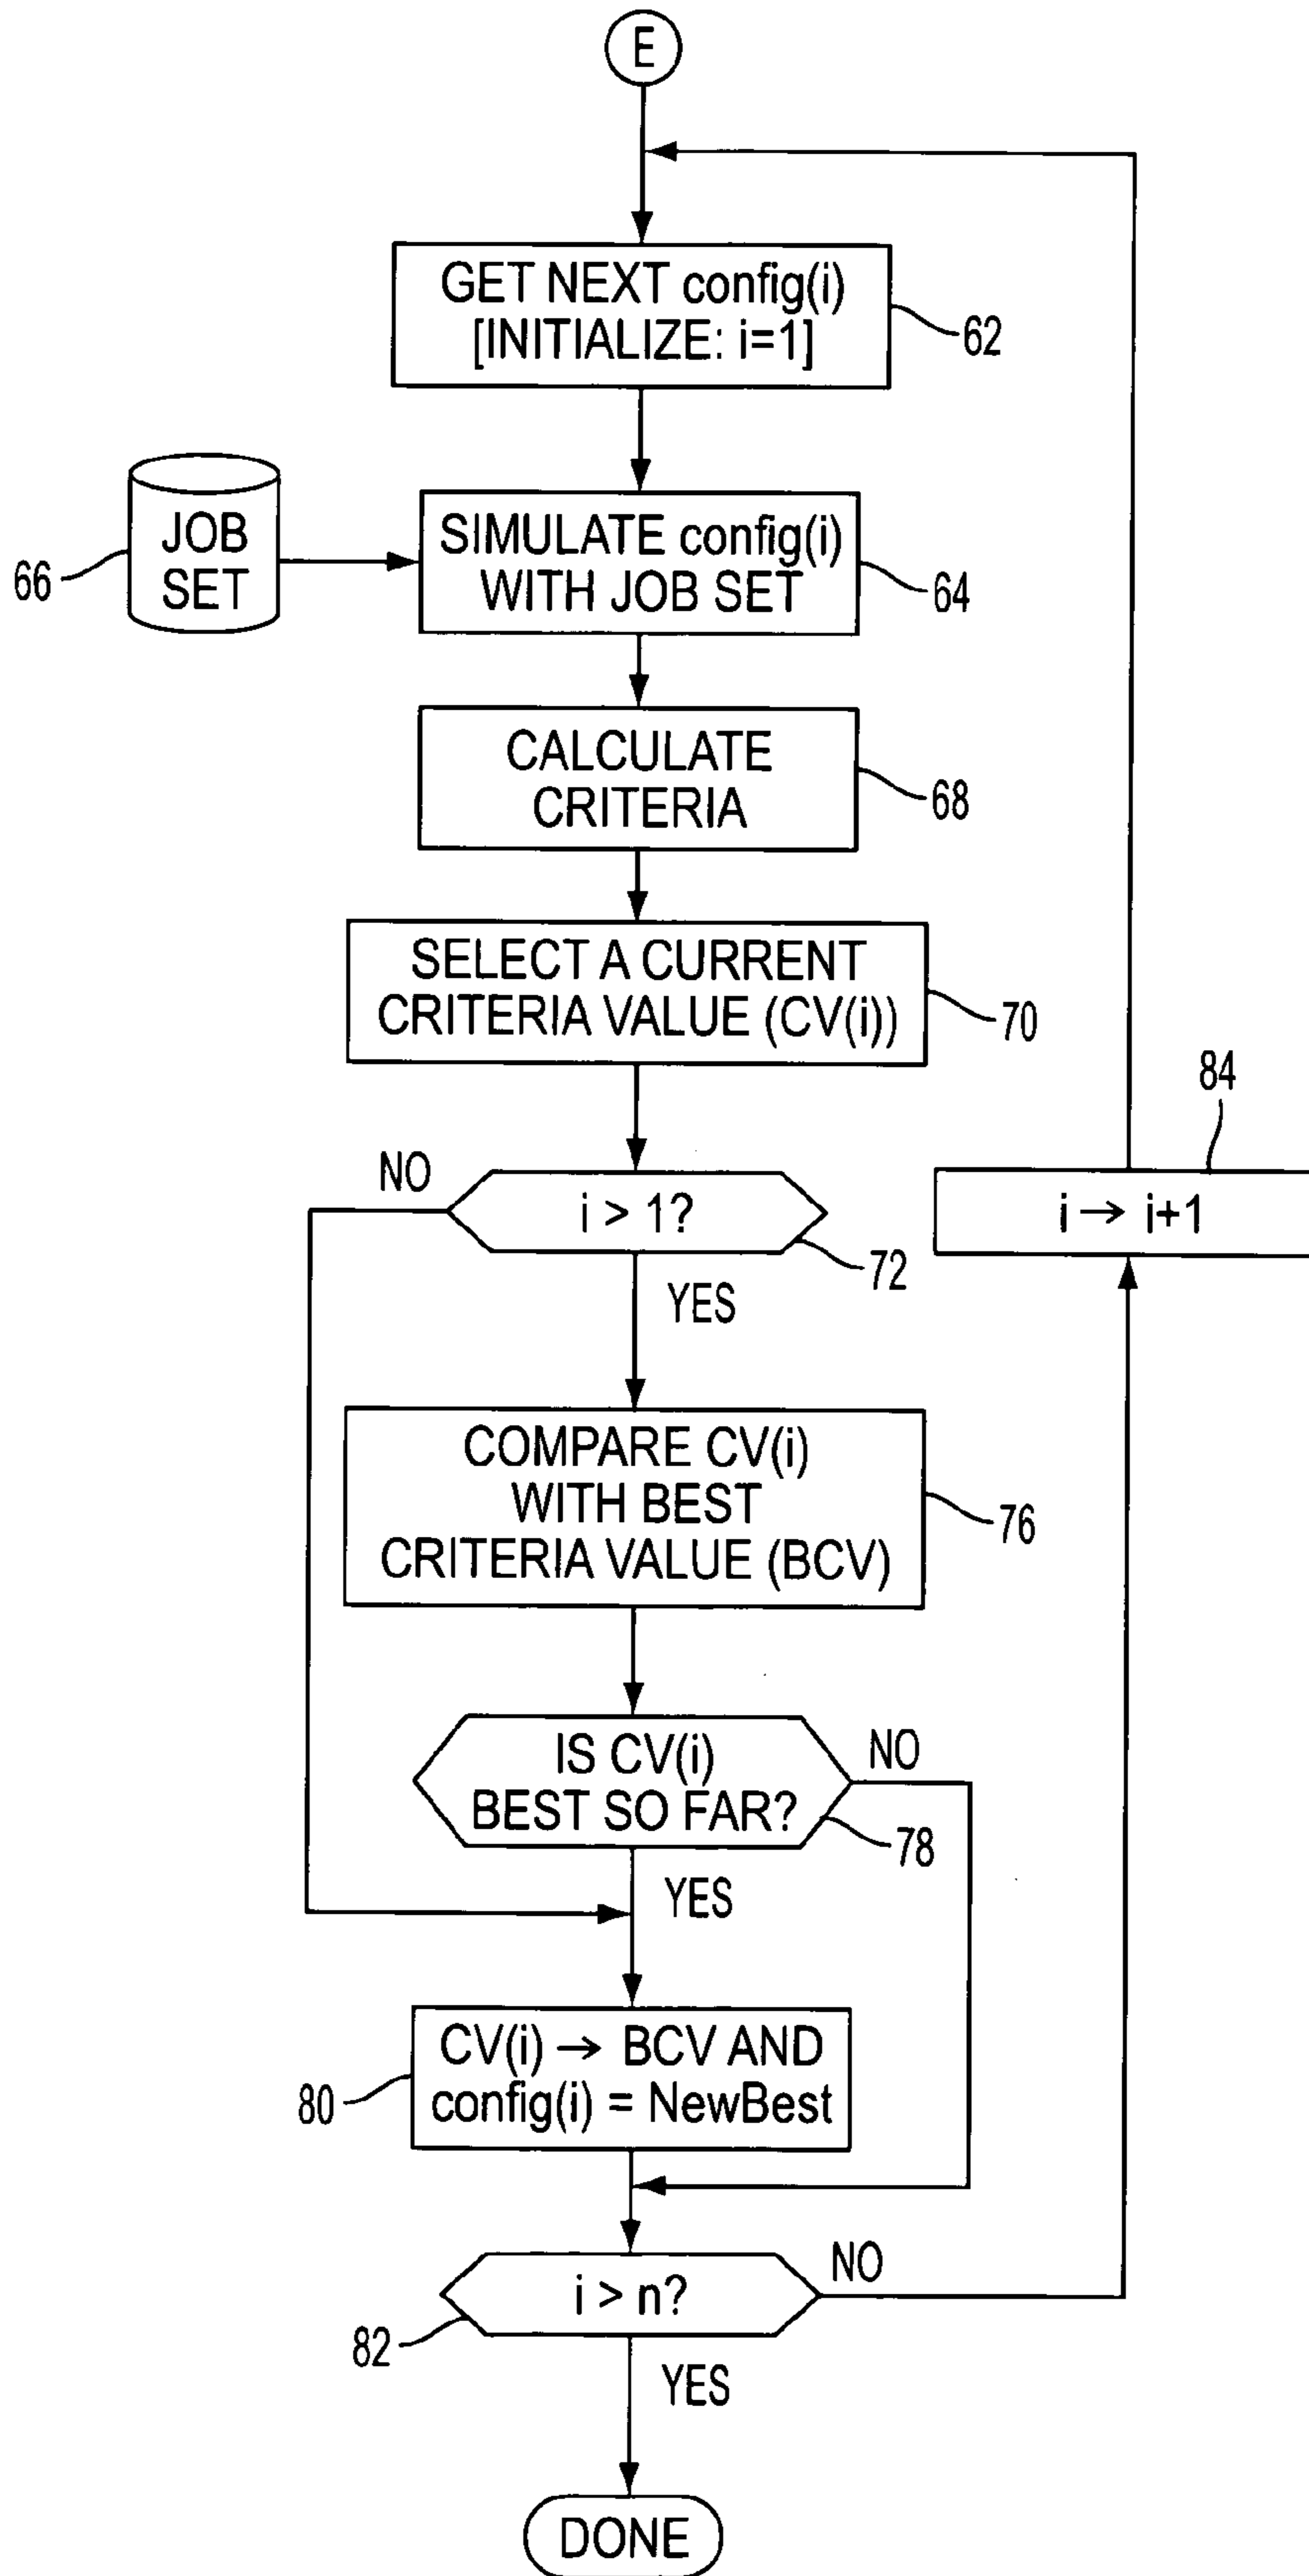 E
GET NEXT config(i)
[INITIALIZE: i=1]
62
JOB
SET
66
SIMULATE config(i)
WITH JOB SET
64
CALCULATE
CRITERIA
68
SELECT A CURRENT
CRITERIA VALUE (CV(i))
70
84
i → i+1
NO
i > 1?
72
YES
COMPARE CV(i)
WITH BEST
CRITERIA VALUE (BCV)
76
IS CV(i)
BEST SO FAR?
NO
78
YES
CV(i) → BCV AND
config(i) = NewBest
80
i > n?
NO
82
YES
DONE